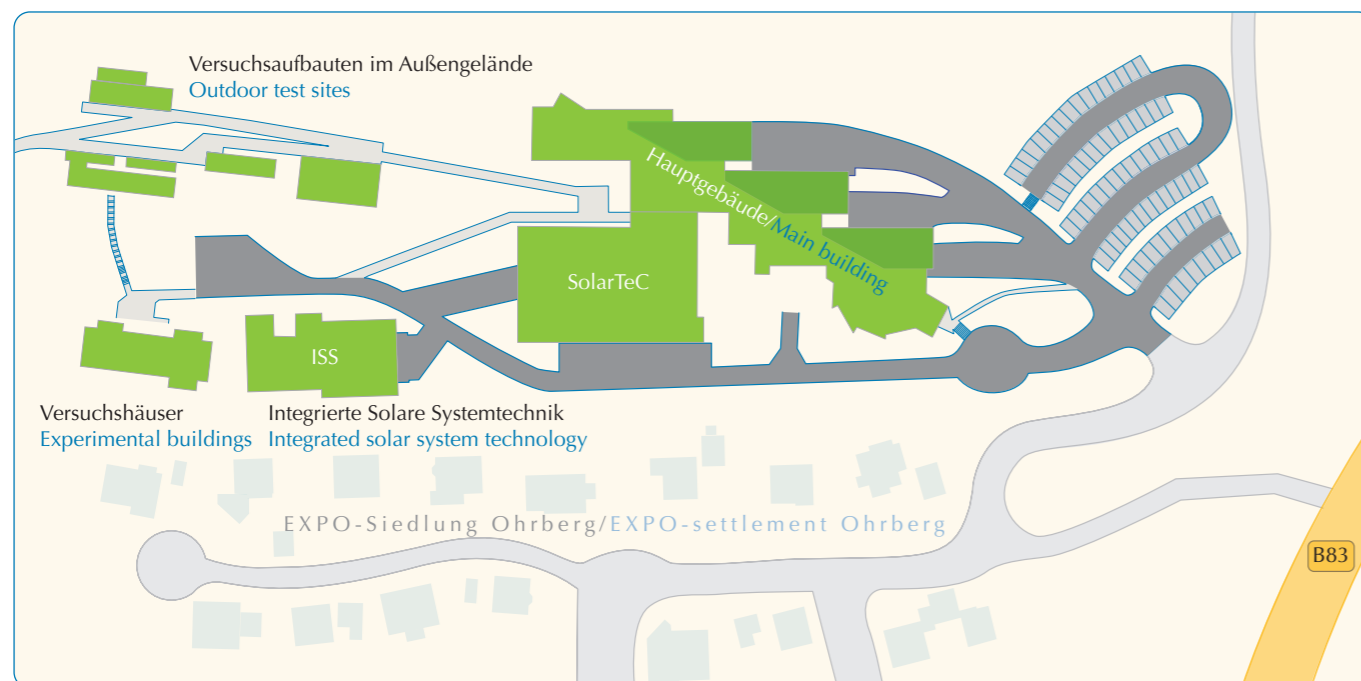 Versuchsaufbauten im Außengelände
Outdoor test sites
Hauptgebäude/Main building
SolarTeC
ISS
Versuchshäuser
Experimental buildings
Integrierte Solare Systemtechnik
Integrated solar system technology
EXPO-Siedlung Ohrberg/EXPO-settlement Ohrberg
B83